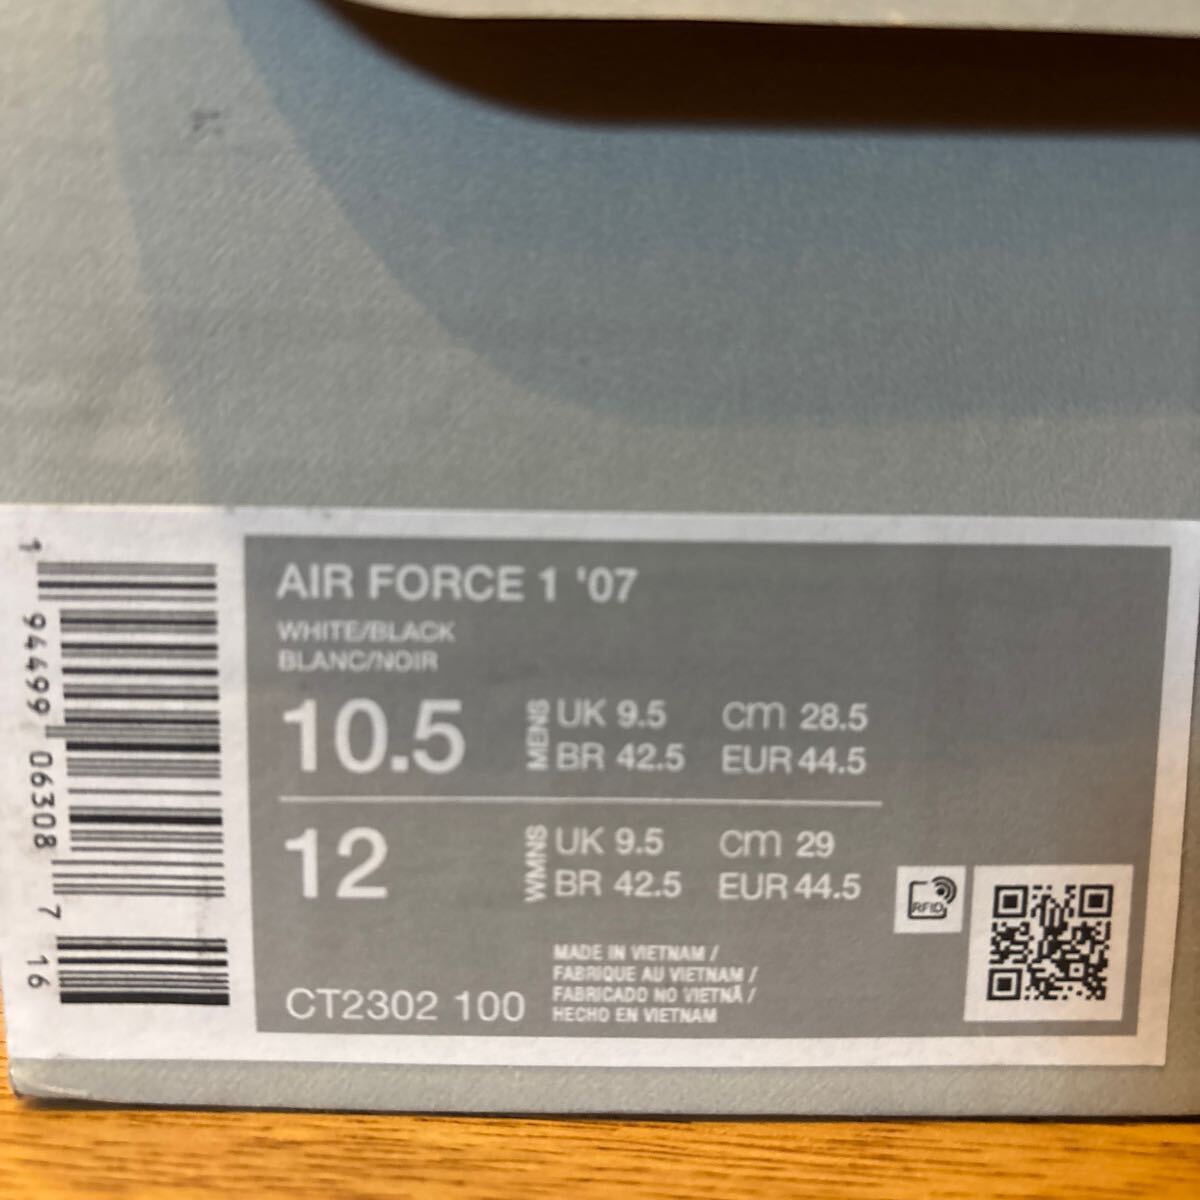 AIR FORCE 1 '07
WHITE/BLACK
BLANC/NOIR
10.5 MENS UK 9.5 cm 28.5
BR 42.5 EUR 44.5
12 WMNS UK 9.5 cm 29
BR 42.5 EUR 44.5
RFID
CT2302 100
MADE IN VIETNAM /
FABRIQUE AU VIETNAM /
FABRICADO NO VIETNÃ /
HECHO EN VIETNAM
1 94499 06308 7 16